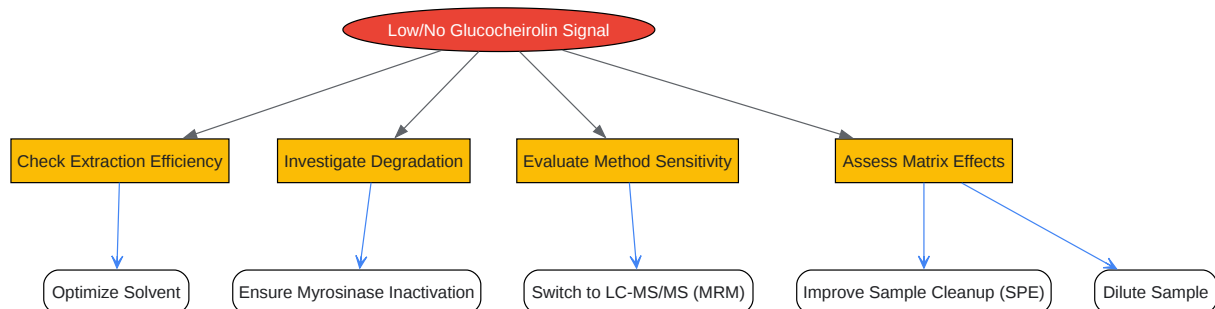 Low/No Glucocheirolin Signal
Check Extraction Efficiency
Investigate Degradation
Evaluate Method Sensitivity
Assess Matrix Effects
Optimize Solvent
Ensure Myrosinase Inactivation
Switch to LC-MS/MS (MRM)
Improve Sample Cleanup (SPE)
Dilute Sample